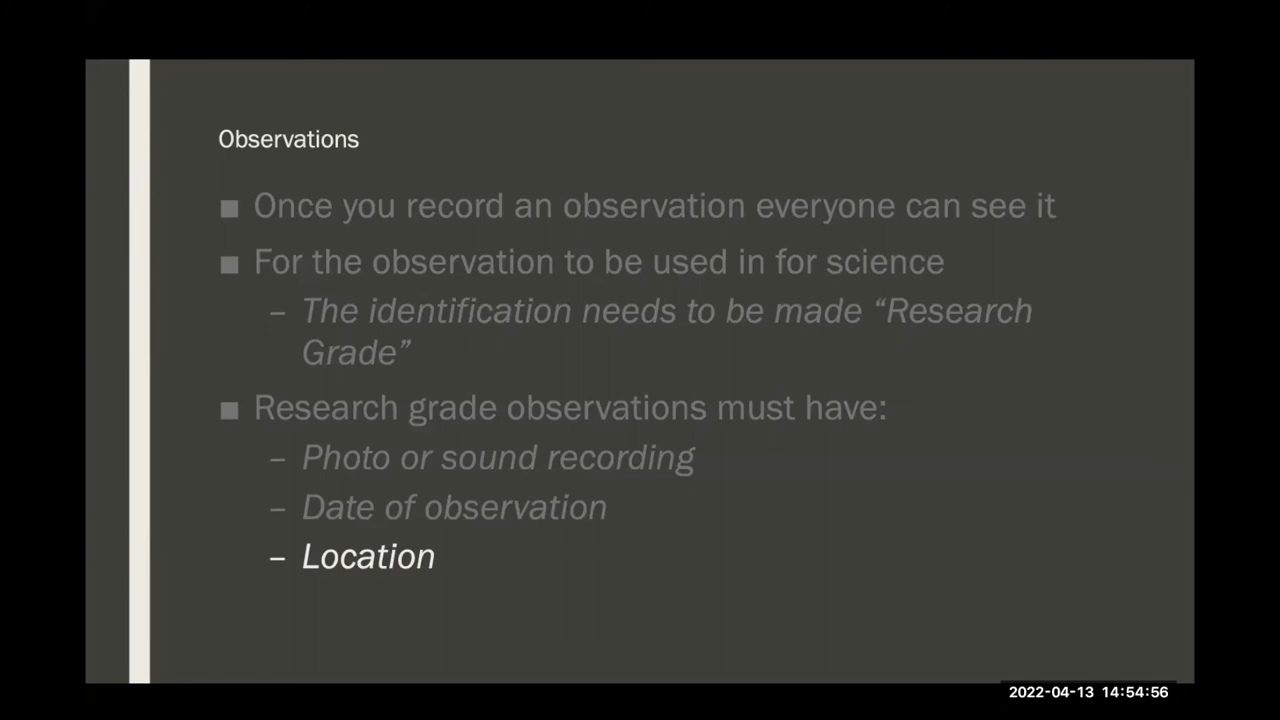 Observations
■ Once you record an observation everyone can see it
■ For the observation to be used in for science
– The identification needs to be made “Research
Grade”
■ Research grade observations must have:
– Photo or sound recording
– Date of observation
– Location
2022-04-13 14:54:56